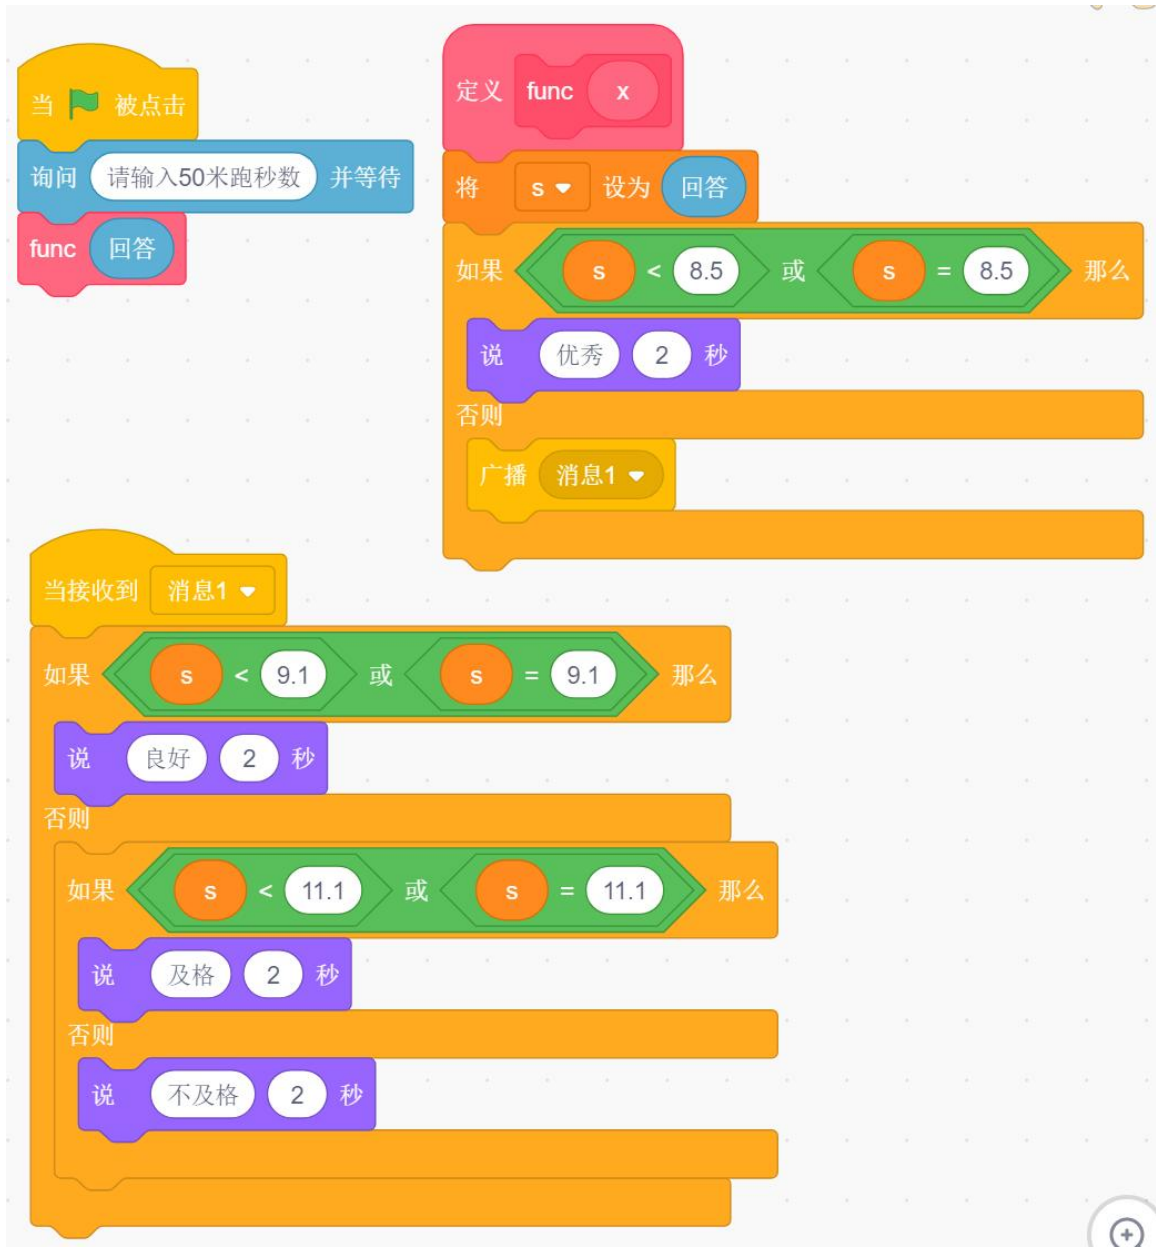 当 被点击
询问 请输入50米跑秒数 并等待
func 回答
定义 func x
将 s 设为 回答
如果 s < 8.5 或 s = 8.5 那么
说 优秀 2 秒
否则
广播 消息1
当接收到 消息1
如果 s < 9.1 或 s = 9.1 那么
说 良好 2 秒
否则
如果 s < 11.1 或 s = 11.1 那么
说 及格 2 秒
否则
说 不及格 2 秒